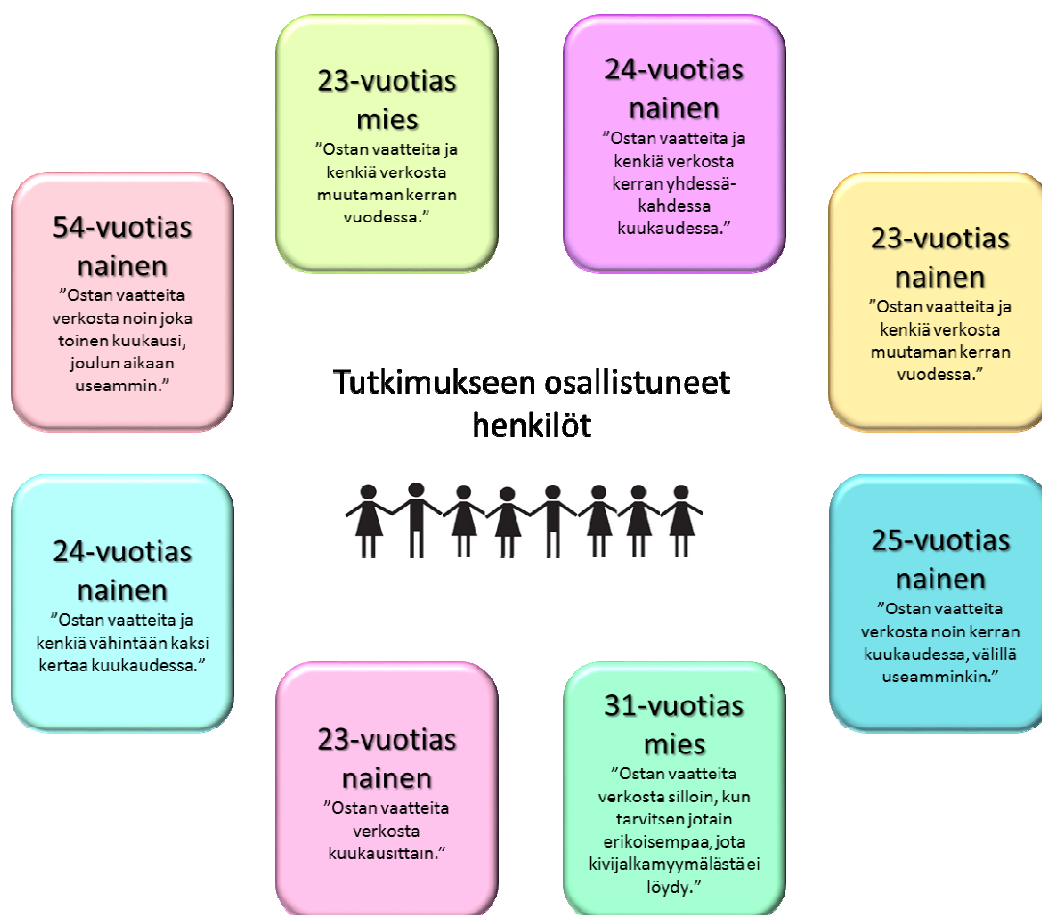 23-vuotias
mies
"Ostan vaatteita ja
kenkiä verkosta
muutaman kerran
vuodessa."
24-vuotias
nainen
"Ostan vaatteita ja
kenkiä verkosta
kerran yhdessä-
kahdessa
kuukaudessa."
54-vuotias
nainen
"Ostan vaatteita
verkosta noin joka
toinen kuukausi,
joulun aikaan
useammin."
23-vuotias
nainen
"Ostan vaatteita ja
kenkiä verkosta
muutaman kerran
vuodessa."
Tutkimukseen osallistuneet
henkilöt
24-vuotias
nainen
"Ostan vaatteita ja
kenkiä vähintään kaksi
kertaa kuukaudessa."
25-vuotias
nainen
"Ostan vaatteita
verkosta noin kerran
kuukaudessa, välillä
useamminkin."
23-vuotias
nainen
"Ostan vaatteita
verkosta
kuukausittain."
31-vuotias
mies
"Ostan vaatteita
verkosta silloin, kun
tarvitsen jotain
erikoisempaa, jota
kivijalkamyymälästä ei
löydy."